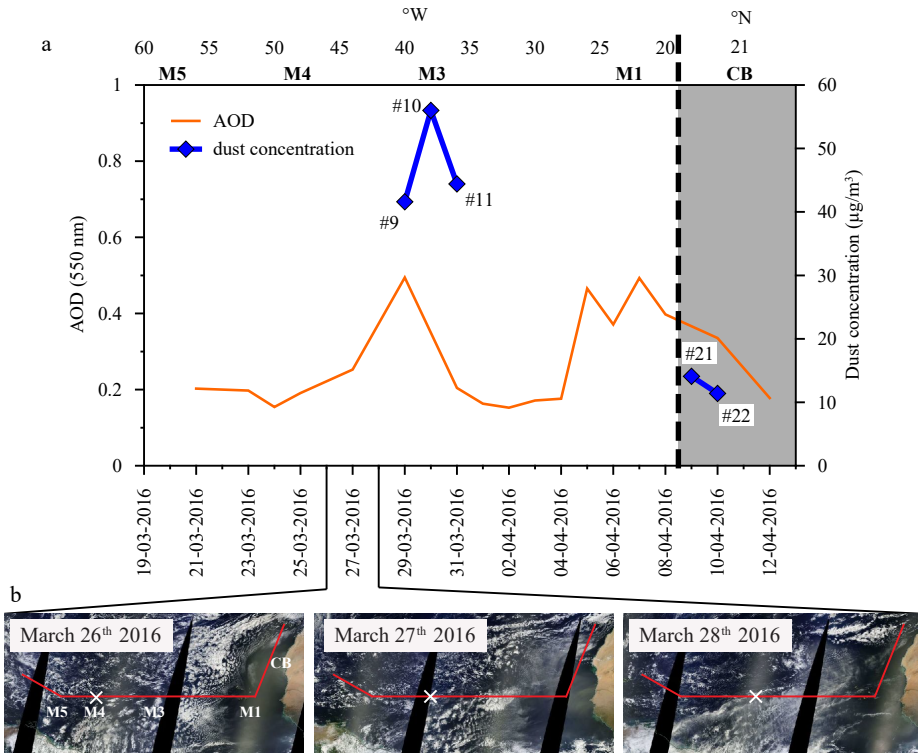 °W
°N
a
60
55
50
45
40
35
30
25
20
21
M5
M4
M3
M1
CB
1
0.8
0.6
0.4
0.2
0
AOD (550 nm)
AOD
dust concentration
#10
#9
#11
#21
#22
60
50
40
30
20
10
0
Dust concentration (µg/m³)
19-03-2016
21-03-2016
23-03-2016
25-03-2016
27-03-2016
29-03-2016
31-03-2016
02-04-2016
04-04-2016
06-04-2016
08-04-2016
10-04-2016
12-04-2016
b
March 26th 2016
CB
M5
M4
M3
M1
March 27th 2016
March 28th 2016